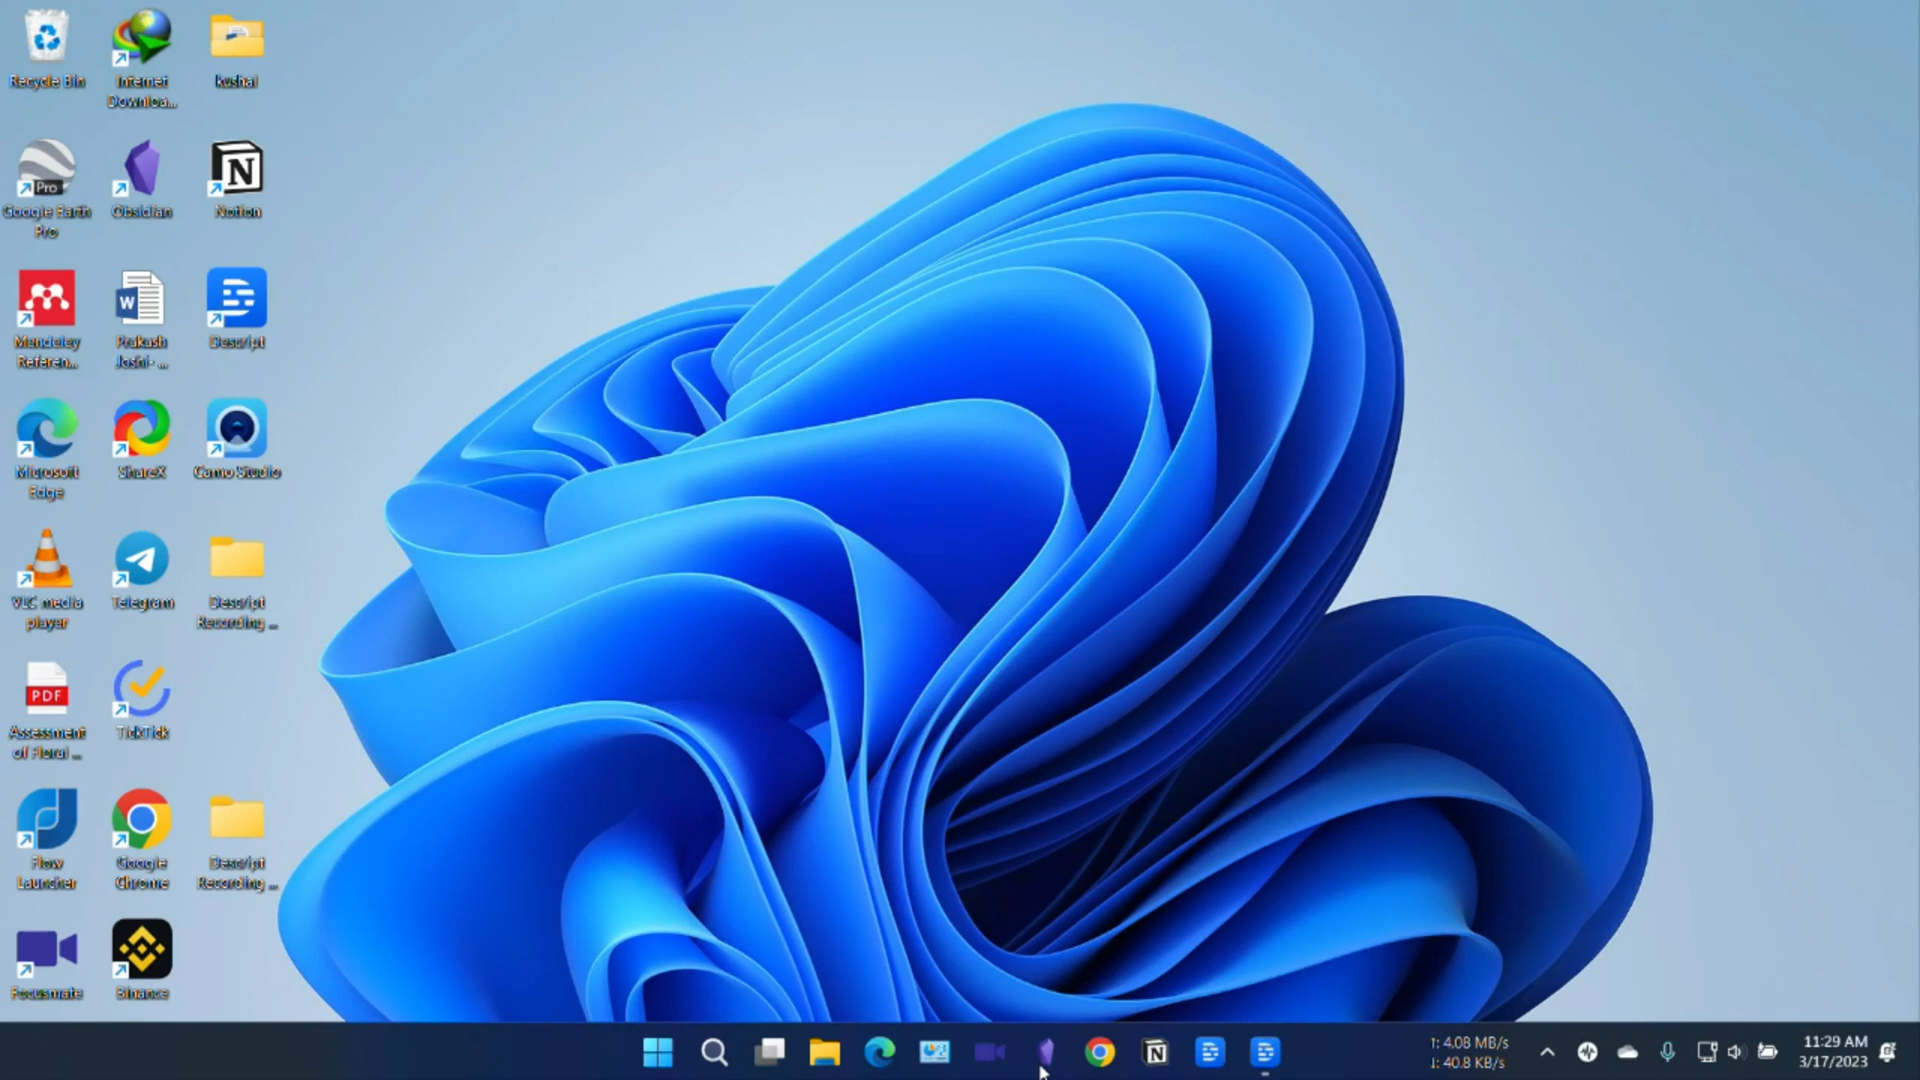 Recycle Bin
Internet
Downloa...
kushal
Google Earth
Pro
Pro
Obsidian
N
Notion
Mendeley
Referen...
W
Prakash
Joshi- ...
Descript
Microsoft
Edge
ShareX
Camo Studio
VLC media
player
Telegram
Descript
Recording ...
PDF
Assessment
of Floral ...
TickTick
Flow
Launcher
Google
Chrome
Descript
Recording ...
Focusmate
Binance
N
↑: 4.08 MB/s
↓: 40.8 KB/s
11:29 AM
3/17/2023